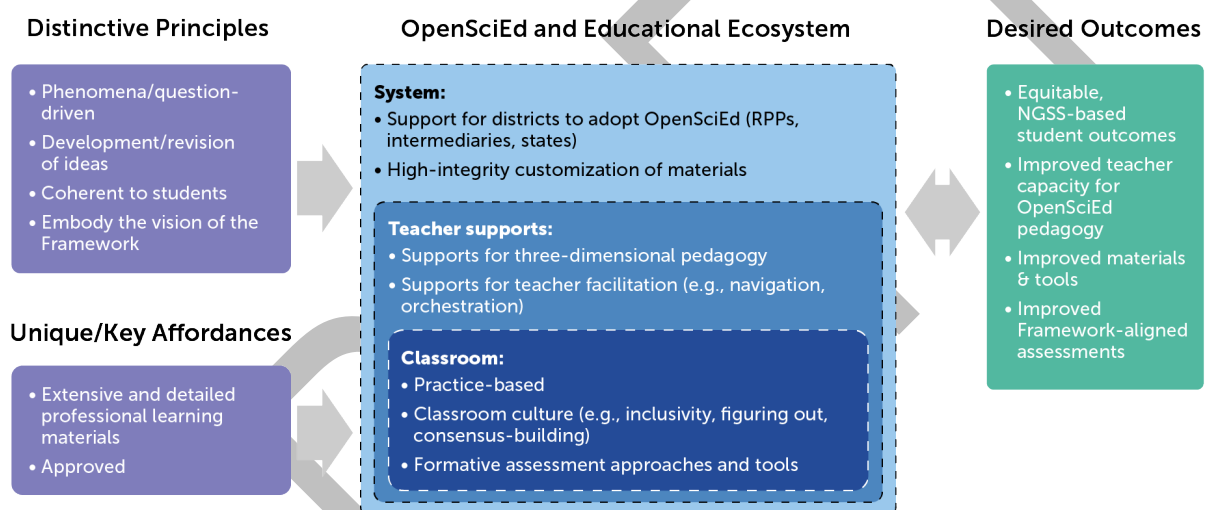 Distinctive Principles
• Phenomena/question-
driven
• Development/revision
of ideas
• Coherent to students
• Embody the vision of the
Framework
Unique/Key Affordances
• Extensive and detailed
professional learning
materials
• Approved
OpenSciEd and Educational Ecosystem
System:
• Support for districts to adopt OpenSciEd (RPPs,
intermediaries, states)
• High-integrity customization of materials
Teacher supports:
• Supports for three-dimensional pedagogy
• Supports for teacher facilitation (e.g., navigation,
orchestration)
Classroom:
• Practice-based
• Classroom culture (e.g., inclusivity, figuring out,
consensus-building)
• Formative assessment approaches and tools
Desired Outcomes
• Equitable,
NGSS-based
student outcomes
• Improved teacher
capacity for
OpenSciEd
pedagogy
• Improved materials
& tools
• Improved
Framework-aligned
assessments